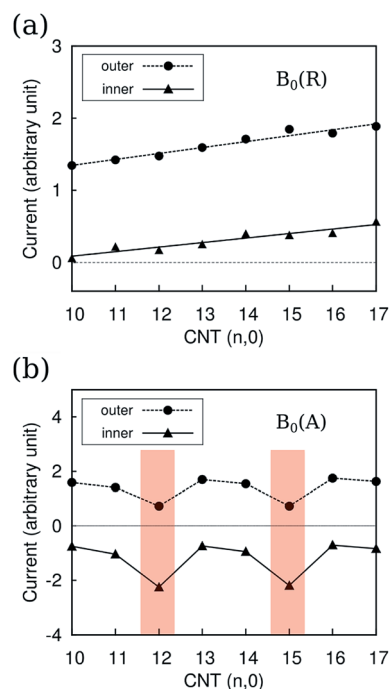 (a)
3
outer
inner
B₀(R)
2
1
0
Current (arbitrary unit)
10 11 12 13 14 15 16 17
CNT (n,0)
(b)
4
outer
inner
B₀(A)
2
0
-2
-4
Current (arbitrary unit)
10 11 12 13 14 15 16 17
CNT (n,0)